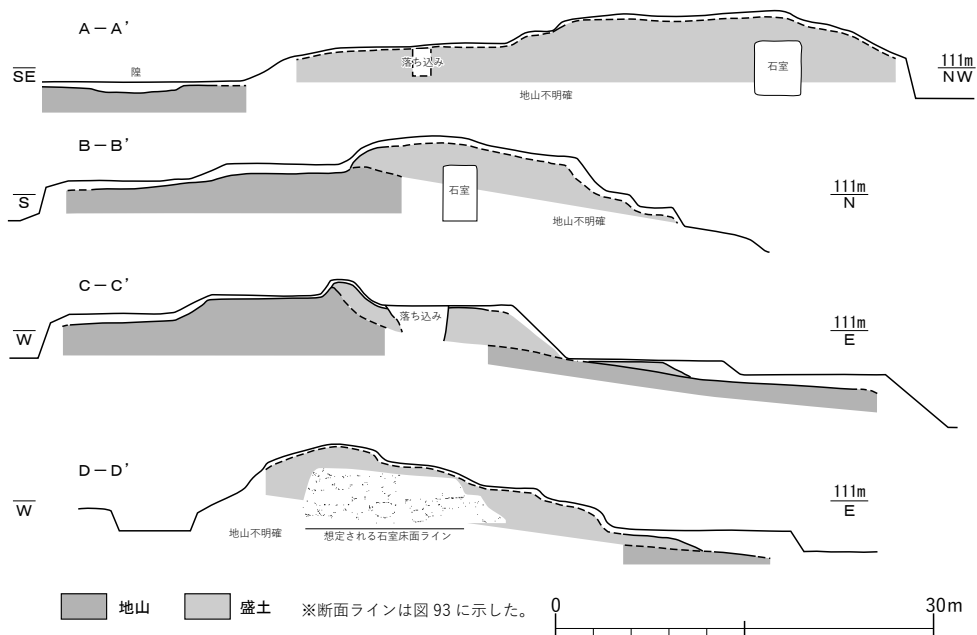 A－A’
落ち込み
隍
石室
SE
111m
NW
地山不明確
B－B’
石室
S
111m
N
地山不明確
C－C’
落ち込み
W
111m
E
D－D’
W
111m
E
地山不明確
想定される石室床面ライン
地山
盛土
※断面ラインは図 93 に示した。
0
30m